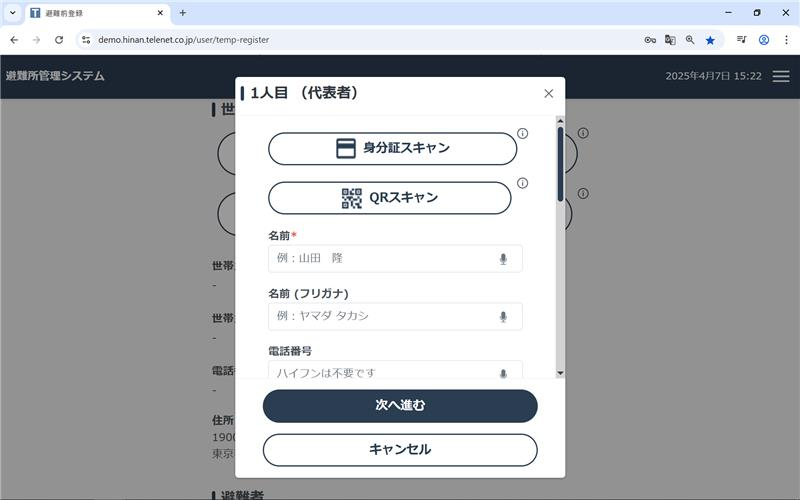 避難前登録
demo.hinan.telenet.co.jp/user/temp-register
避難所管理システム
2025年4月7日 15:22
世
1人目 （代表者）
身分証スキャン
QRスキャン
名前*
例：山田　隆
名前 (フリガナ)
例：ヤマダ タカシ
電話番号
ハイフンは不要です
次へ進む
キャンセル
世帯
-
世帯
-
電話
-
住所
1900
東京
避難者